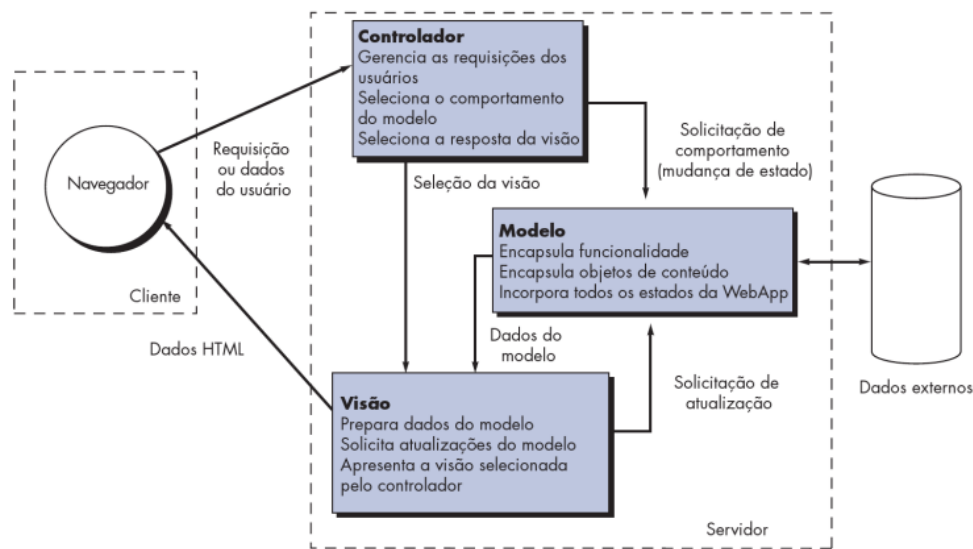 Controlador
Gerencia as requisições dos
usuários
Seleciona o comportamento
do modelo
Seleciona a resposta da visão
Navegador
Requisição
ou dados
do usuário
Cliente
Seleção da visão
Solicitação de
comportamento
(mudança de estado)
Modelo
Encapsula funcionalidade
Encapsula objetos de conteúdo
Incorpora todos os estados da WebApp
Dados HTML
Dados do
modelo
Solicitação de
atualização
Dados externos
Visão
Prepara dados do modelo
Solicita atualizações do modelo
Apresenta a visão selecionada
pelo controlador
Servidor